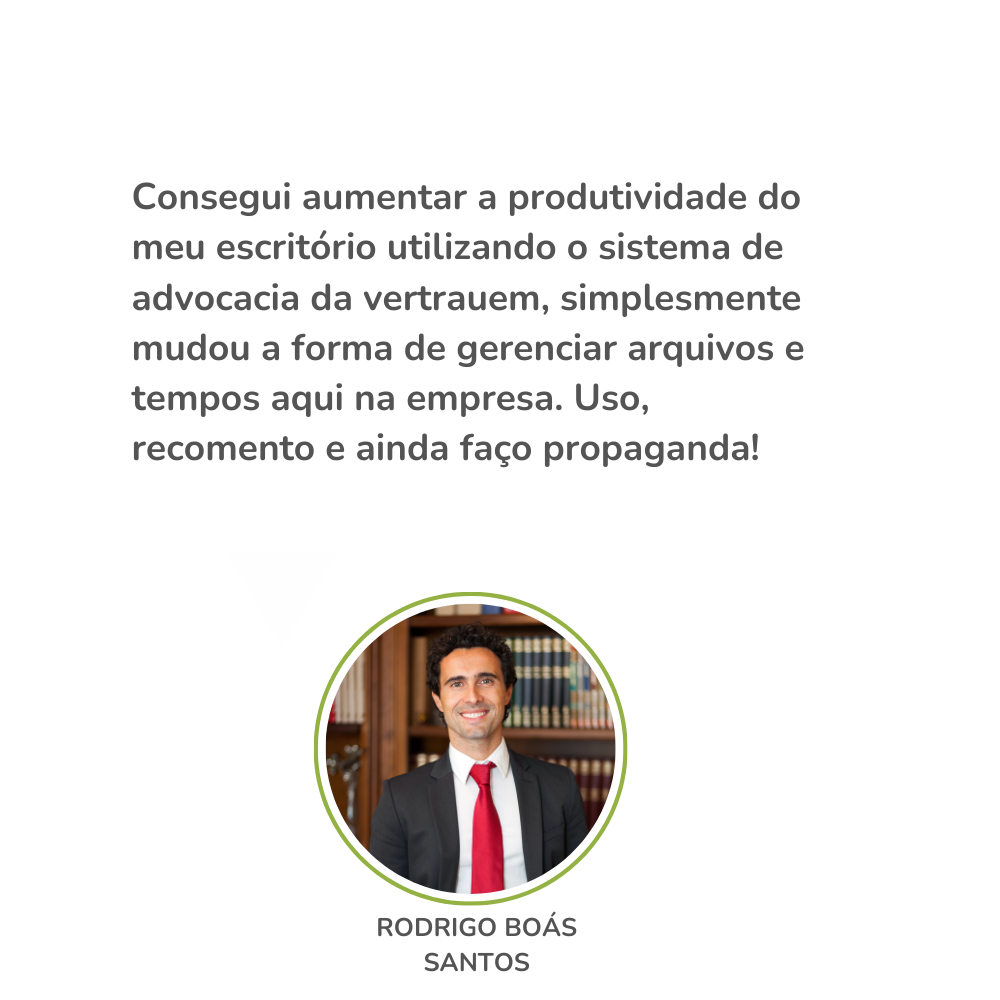 Consegui aumentar a produtividade do
meu escritório utilizando o sistema de
advocacia da vertrauem, simplesmente
mudou a forma de gerenciar arquivos e
tempos aqui na empresa. Uso,
recomento e ainda faço propaganda!
RODRIGO BOÁS
SANTOS